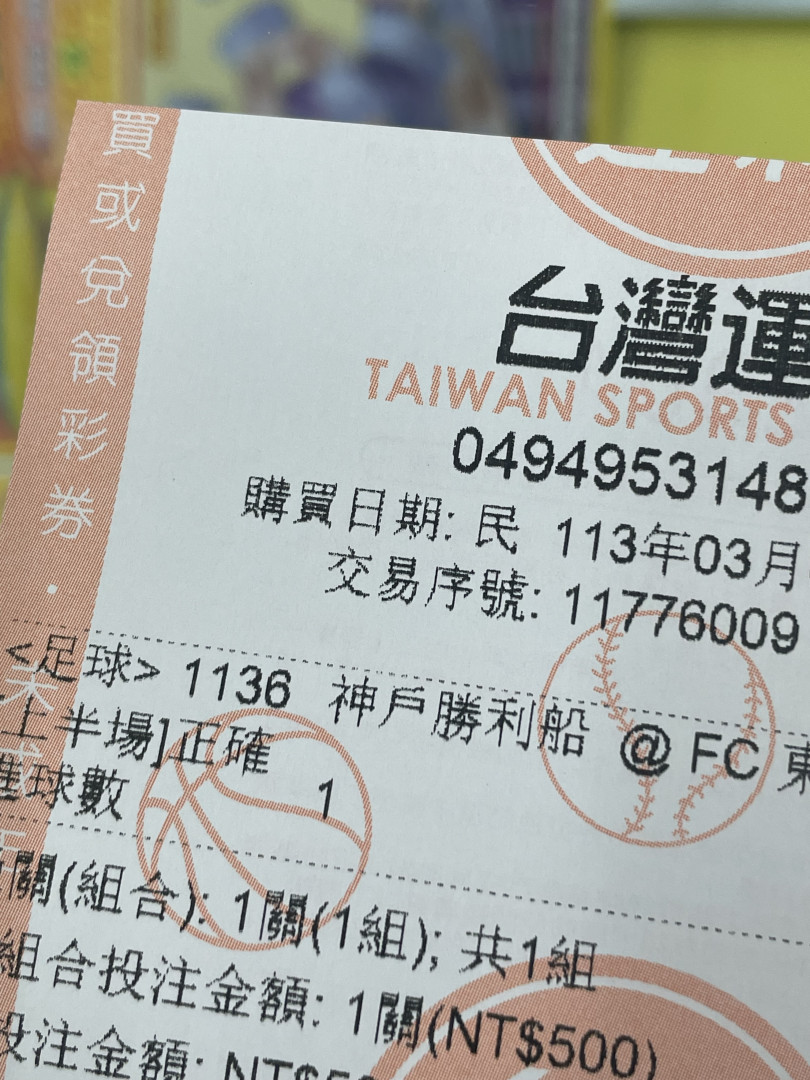 買或兌領彩券．
台灣運
TAIWAN SPORTS
0494953148
購買日期: 民 113年03月
交易序號: 11776009
<足球> 1136 神戶勝利船 @ FC 東
上半場]正確
進球數 1
關(組合): 1關(1組); 共1組
組合投注金額: 1關(NT$500)
投注金額: NT$5